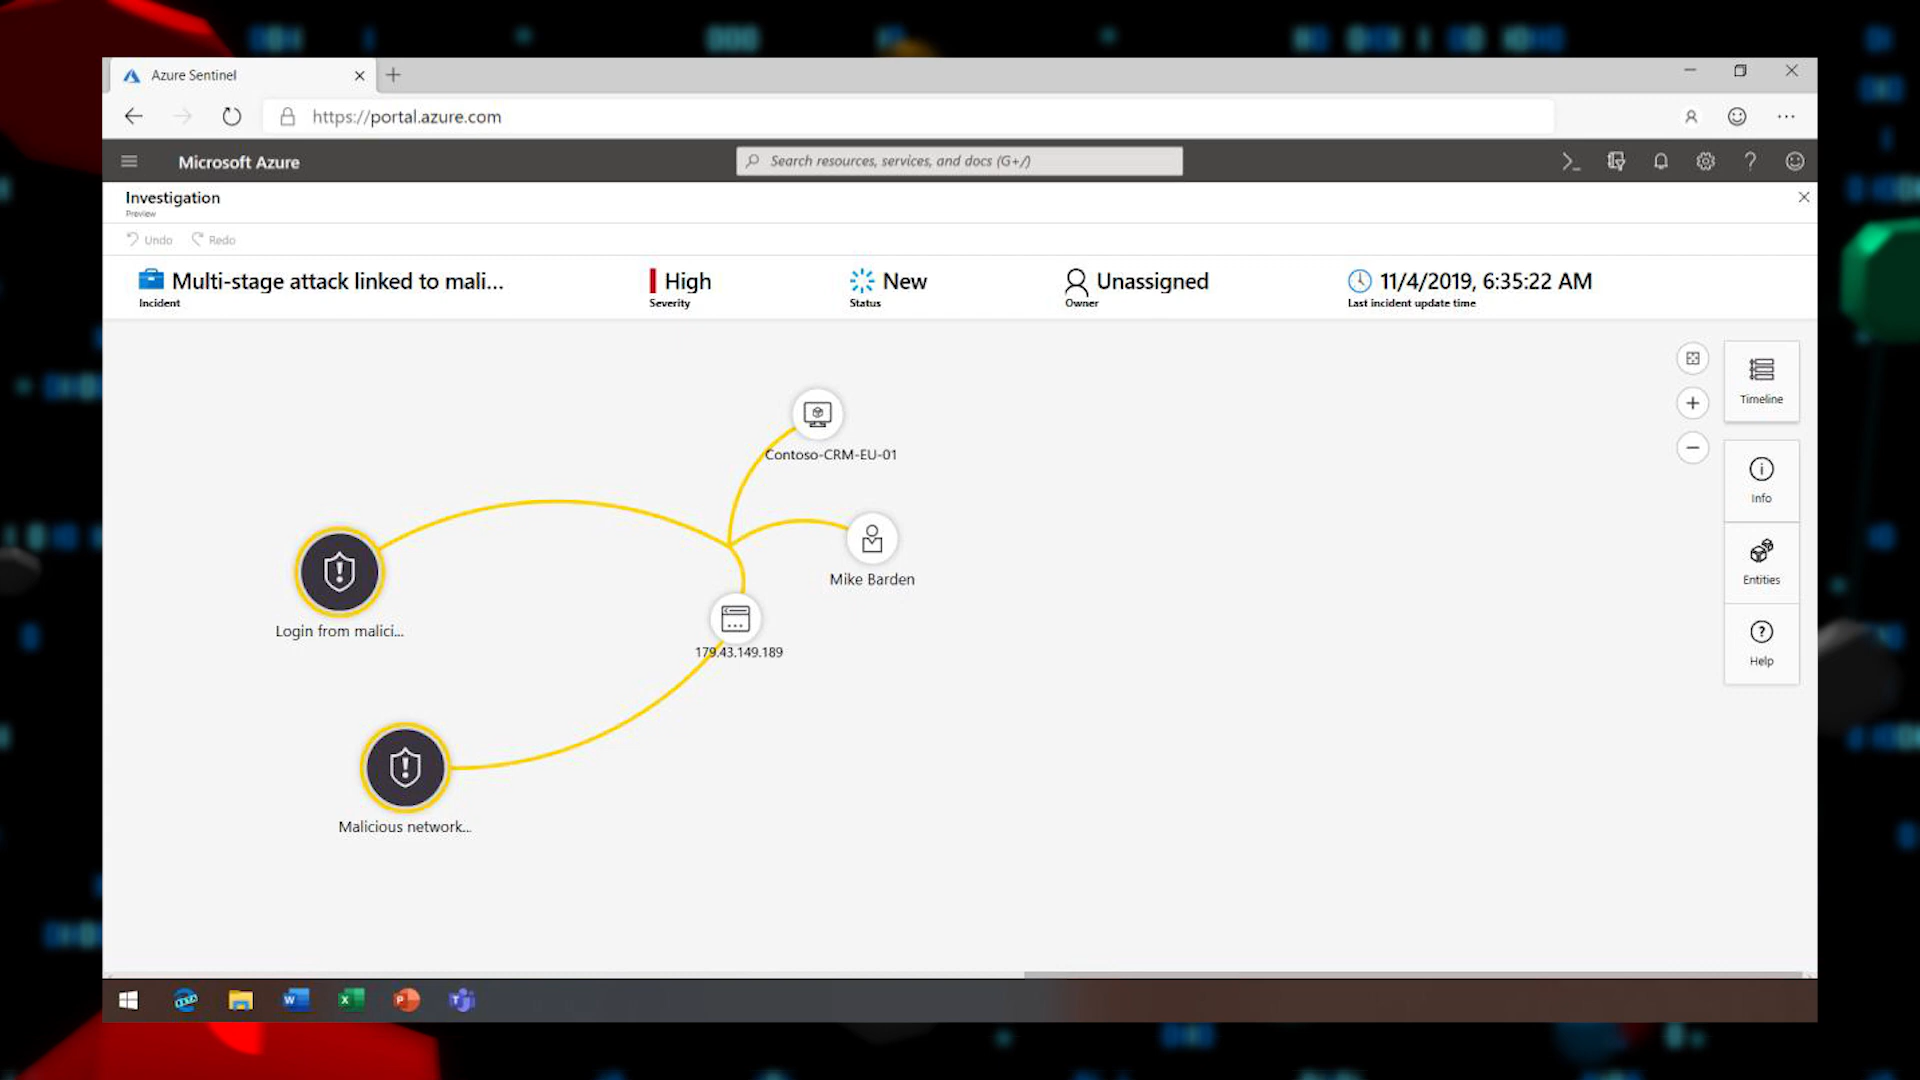 Azure Sentinel
https://portal.azure.com
Microsoft Azure
Search resources, services, and docs (G+/)
Investigation
Preview
Undo Redo
Multi-stage attack linked to mali... High New Unassigned 11/4/2019, 6:35:22 AM
Incident Severity Status Owner Last incident update time
Timeline
Contoso-CRM-EU-01
Info
Mike Barden
Entities
Login from malici...
179.43.149.189
Help
Malicious network...